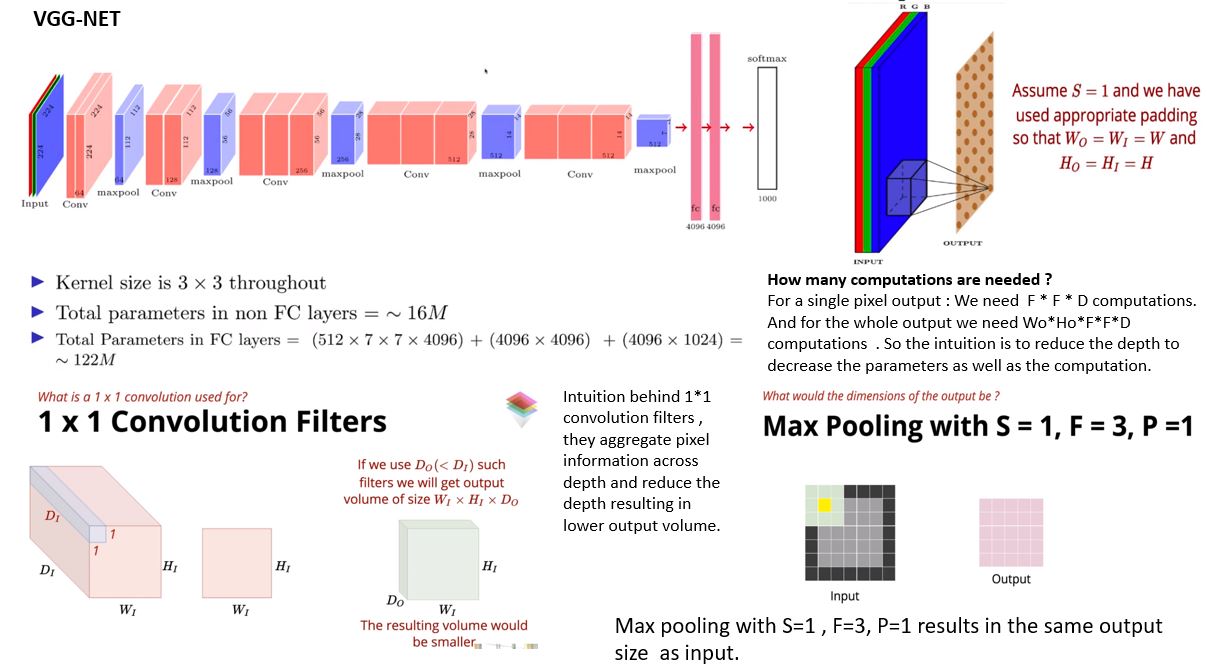 VGG-NET
224
224
Input
224
224
64
Conv
112
112
64
maxpool
112
112
128
Conv
56
56
128
maxpool
56
56
256
Conv
28
28
256
maxpool
28
28
512
Conv
14
14
512
maxpool
14
14
512
Conv
7
512
maxpool
fc
fc
4096 4096
softmax
1000
R G B
INPUT
OUTPUT
Assume S = 1 and we have
used appropriate padding
so that W_O = W_I = W and
H_O = H_I = H
Kernel size is 3 × 3 throughout
Total parameters in non FC layers = ∼ 16M
Total Parameters in FC layers = (512 × 7 × 7 × 4096) + (4096 × 4096) + (4096 × 1024) =
∼ 122M
How many computations are needed ?
For a single pixel output : We need F * F * D computations.
And for the whole output we need Wo*Ho*F*F*D
computations . So the intuition is to reduce the depth to
decrease the parameters as well as the computation.
What is a 1 x 1 convolution used for?
1 x 1 Convolution Filters
D_I
1
1
D_I
W_I
H_I
W_I
H_I
If we use D_O(< D_I) such
filters we will get output
volume of size W_I × H_I × D_O
D_O
W_I
H_I
The resulting volume would
be smaller
Intuition behind 1*1
convolution filters ,
they aggregate pixel
information across
depth and reduce the
depth resulting in
lower output volume.
What would the dimensions of the output be ?
Max Pooling with S = 1, F = 3, P =1
Input
Output
Max pooling with S=1 , F=3, P=1 results in the same output
size as input.